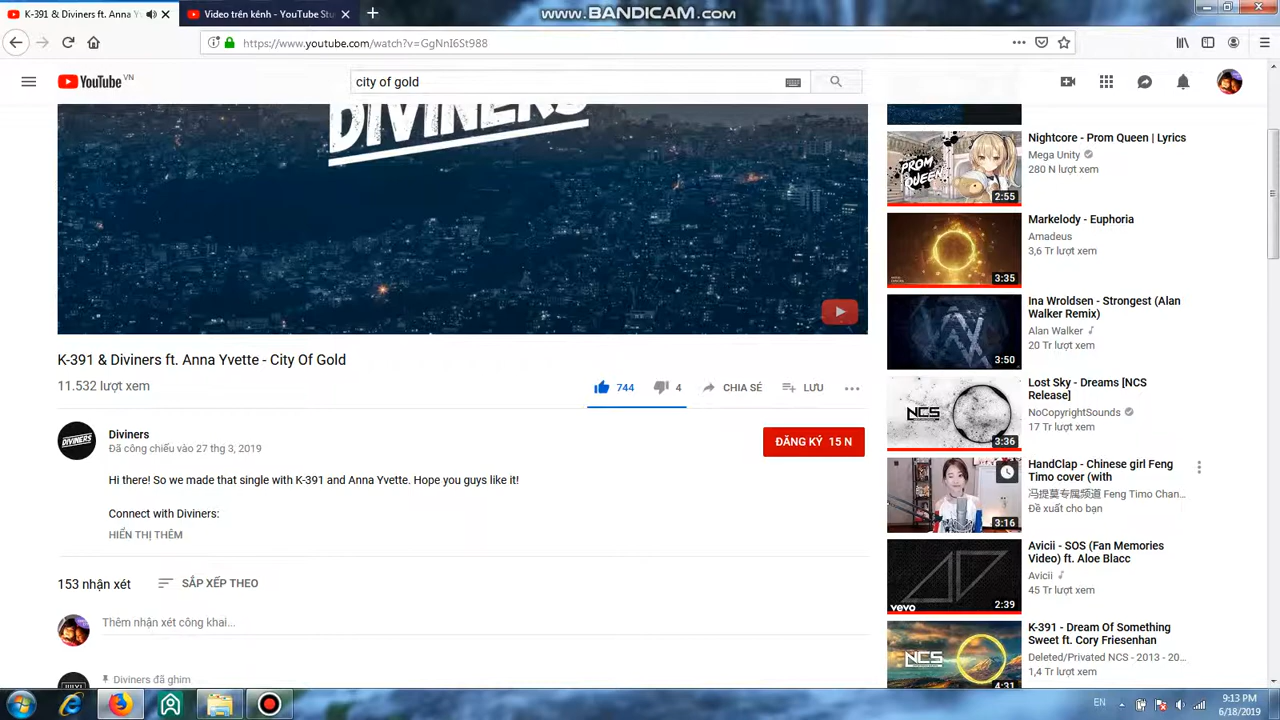 K-391 & Diviners ft. Anna Yv
Video trên kênh - YouTube Stu
www.BANDICAM.com
https://www.youtube.com/watch?v=GgNnI6St988
YouTube VN
city of gold
DIVINERS
K-391 & Diviners ft. Anna Yvette - City Of Gold
11.532 lượt xem
744
4
CHIA SẺ
LƯU
DIVINERS
Diviners
Đã công chiếu vào 27 thg 3, 2019
ĐĂNG KÝ 15 N
Hi there! So we made that single with K-391 and Anna Yvette. Hope you guys like it!
Connect with Diviners:
HIỂN THỊ THÊM
153 nhận xét
SẮP XẾP THEO
Thêm nhận xét công khai...
Diviners đã ghim
PROM QUEEN
2:55
Nightcore - Prom Queen | Lyrics
Mega Unity
280 N lượt xem
3:35
Markelody - Euphoria
Amadeus
3,6 Tr lượt xem
3:50
Ina Wroldsen - Strongest (Alan
Walker Remix)
Alan Walker
20 Tr lượt xem
NCS
3:36
Lost Sky - Dreams [NCS
Release]
NoCopyrightSounds
17 Tr lượt xem
3:16
HandClap - Chinese girl Feng
Timo cover (with
冯提莫专属频道 Feng Timo Chan...
Đề xuất cho bạn
vevo
2:39
Avicii - SOS (Fan Memories
Video) ft. Aloe Blacc
Avicii
45 Tr lượt xem
NCS
4:31
K-391 - Dream Of Something
Sweet ft. Cory Friesenhan
Deleted/Privated NCS - 2013 - 20...
1,4 Tr lượt xem
EN
9:13 PM
6/18/2019